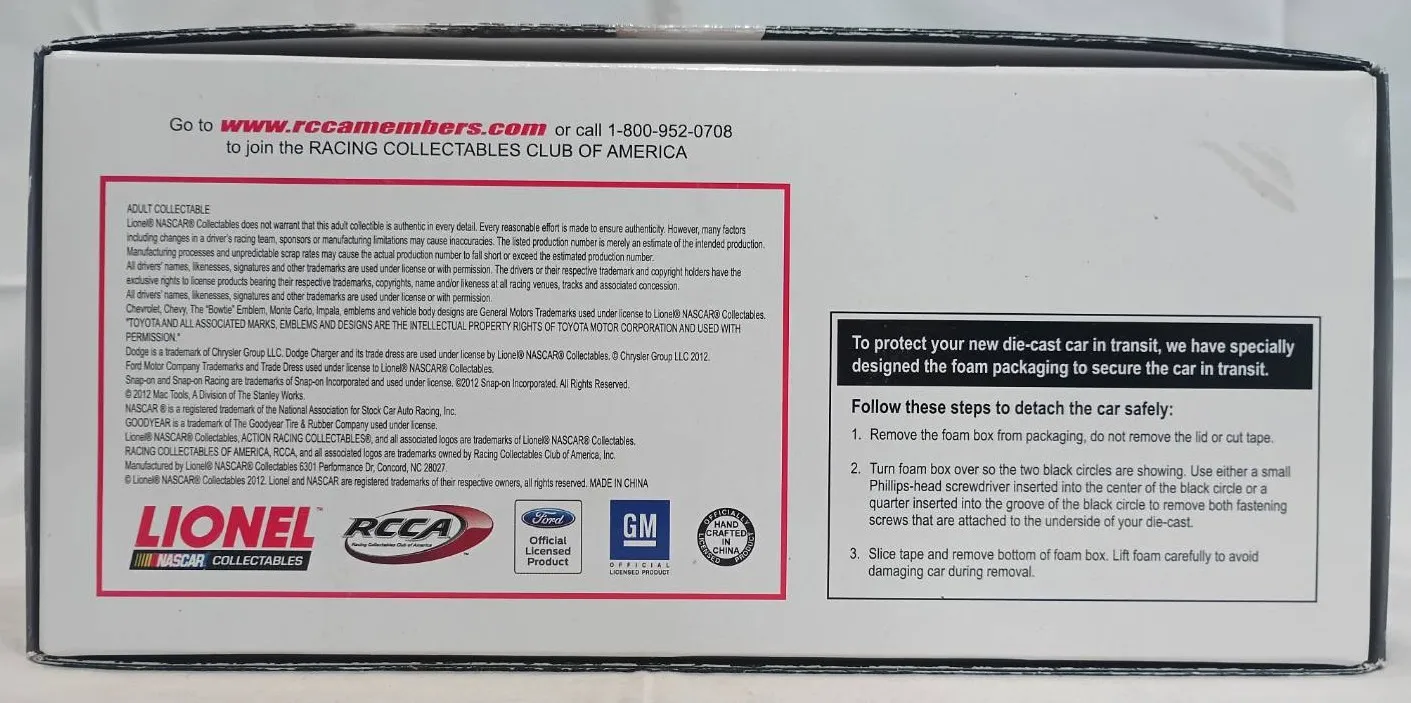 Go to www.rccamembers.com or call 1-800-952-0708
to join the RACING COLLECTABLES CLUB OF AMERICA
ADULT COLLECTABLE
Lionel® NASCAR® Collectables does not warrant that this adult collectible is authentic in every detail. Every reasonable effort is made to ensure authenticity. However, many factors
including changes in a driver's racing team, sponsors or manufacturing limitations may cause inaccuracies. The listed production number is merely an estimate of the intended production.
Manufacturing processes and unpredictable scrap rates may cause the actual production number to fall short or exceed the estimated production number.
All drivers' names, likenesses, signatures and other trademarks are used under license or with permission. The drivers or their respective trademark and copyright holders have the
exclusive rights to license products bearing their respective trademarks, copyrights, name and/or likeness at all racing venues, tracks and associated concession.
All drivers' names, likenesses, signatures and other trademarks are used under license or with permission.
Chevrolet, Chevy, The "Bowtie" Emblem, Monte Carlo, Impala, emblems and vehicle body designs are General Motors Trademarks used under license to Lionel® NASCAR® Collectables.
"TOYOTA AND ALL ASSOCIATED MARKS, EMBLEMS AND DESIGNS ARE THE INTELLECTUAL PROPERTY RIGHTS OF TOYOTA MOTOR CORPORATION AND USED WITH
PERMISSION."
Dodge is a trademark of Chrysler Group LLC. Dodge Charger and its trade dress are used under license by Lionel® NASCAR® Collectables. © Chrysler Group LLC 2012.
Ford Motor Company Trademarks and Trade Dress used under license to Lionel® NASCAR® Collectables.
Snap-on and Snap-on Racing are trademarks of Snap-on Incorporated and used under license. ©2012 Snap-on Incorporated. All Rights Reserved.
© 2012 Mac Tools, A Division of The Stanley Works.
NASCAR ® is a registered trademark of the National Association for Stock Car Auto Racing, Inc.
GOODYEAR is a trademark of The Goodyear Tire & Rubber Company used under license.
Lionel® NASCAR® Collectables, ACTION RACING COLLECTABLES®, and all associated logos are trademarks of Lionel® NASCAR® Collectables.
RACING COLLECTABLES OF AMERICA, RCCA, and all associated logos are trademarks owned by Racing Collectables Club of America, Inc.
Manufactured by Lionel® NASCAR® Collectables 6301 Performance Dr, Concord, NC 28027.
© Lionel® NASCAR® Collectables 2012. Lionel and NASCAR are registered trademarks of their respective owners, all rights reserved. MADE IN CHINA
LIONEL™
NASCAR COLLECTABLES
RCCA
Racing Collectables Club of America
Ford
Official
Licensed
Product
GM
OFFICIAL
LICENSED PRODUCT
OFFICIALLY
HAND
CRAFTED
IN
CHINA
LICENSED PRODUCT
To protect your new die-cast car in transit, we have specially
designed the foam packaging to secure the car in transit.
Follow these steps to detach the car safely:
1. Remove the foam box from packaging, do not remove the lid or cut tape.
2. Turn foam box over so the two black circles are showing. Use either a small
Phillips-head screwdriver inserted into the center of the black circle or a
quarter inserted into the groove of the black circle to remove both fastening
screws that are attached to the underside of your die-cast.
3. Slice tape and remove bottom of foam box. Lift foam carefully to avoid
damaging car during removal.